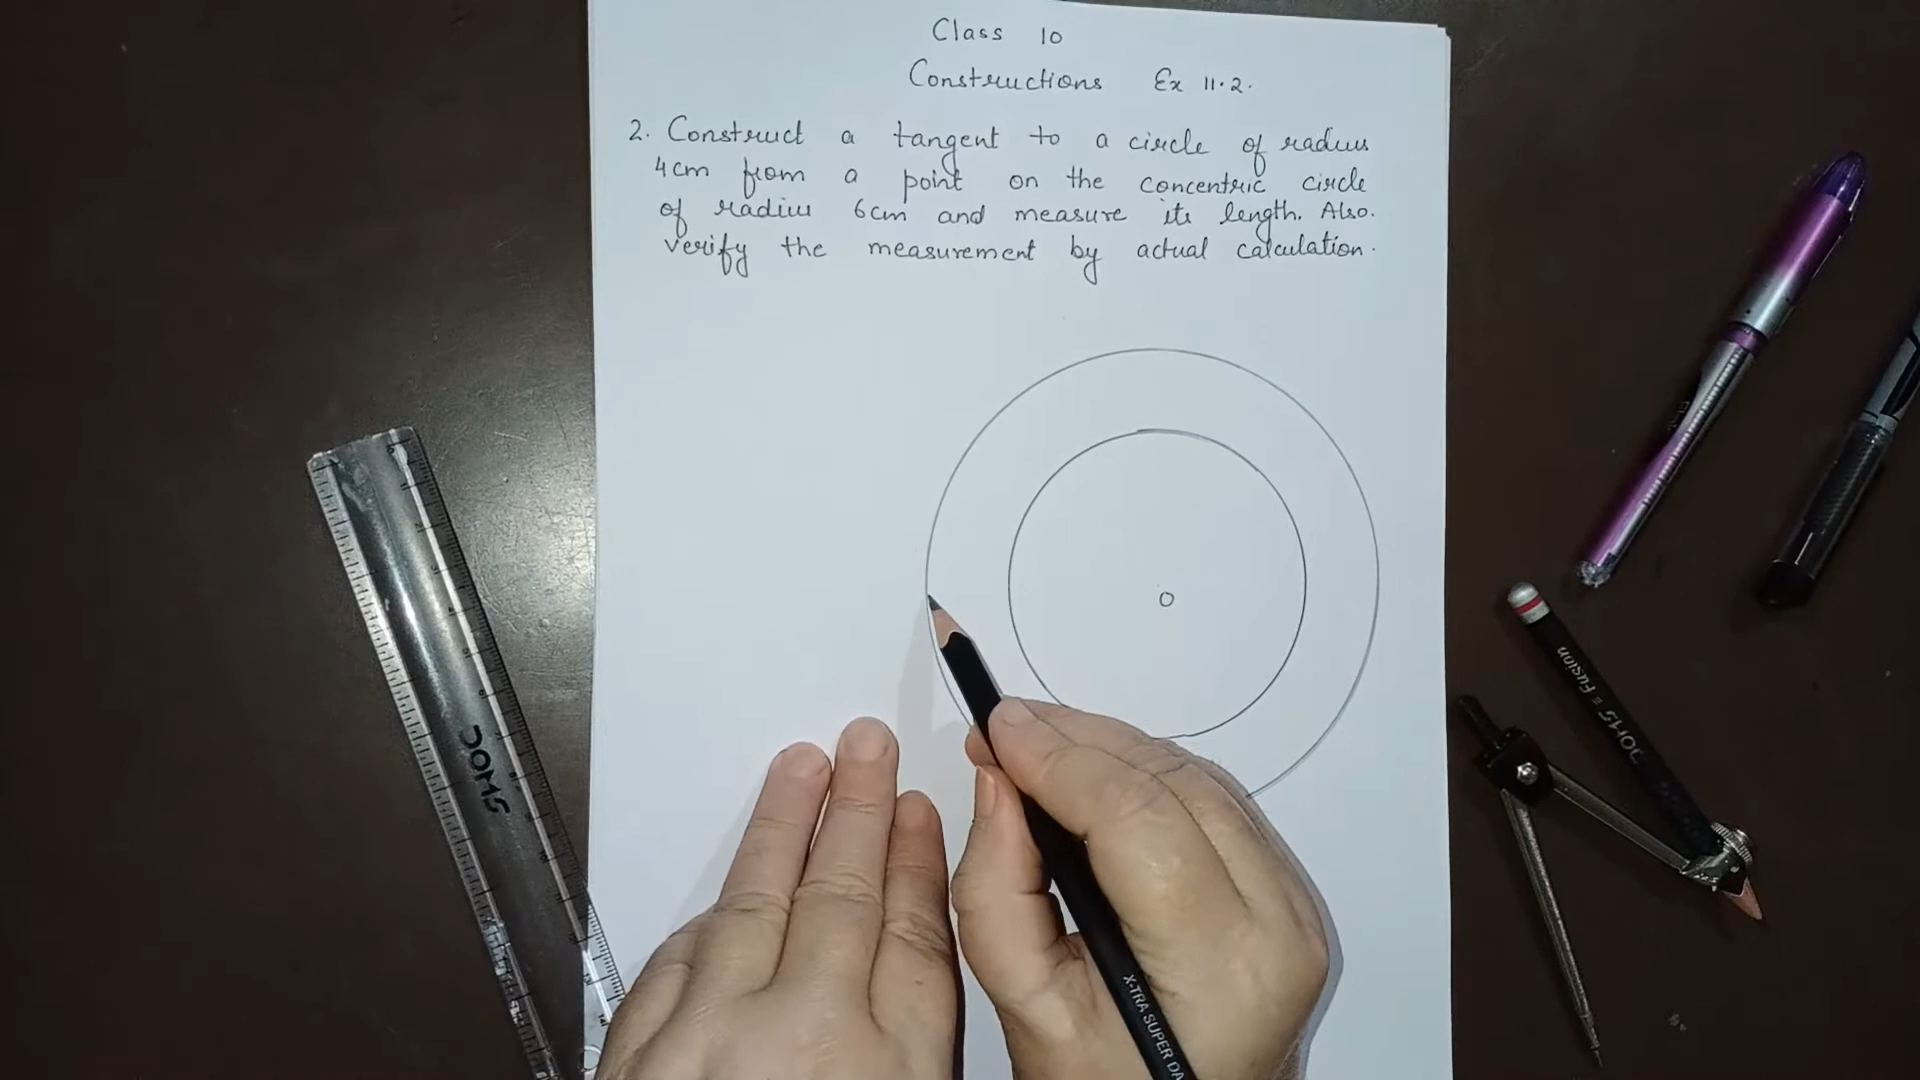 Class 10
Constructions Ex 11.2.
2. Construct a tangent to a circle of radius
4cm from a point on the concentric circle
of radius 6cm and measure its length. Also.
verify the measurement by actual calculation.
O
DOMS
DOMS Fusion
X-TRA SUPER DA